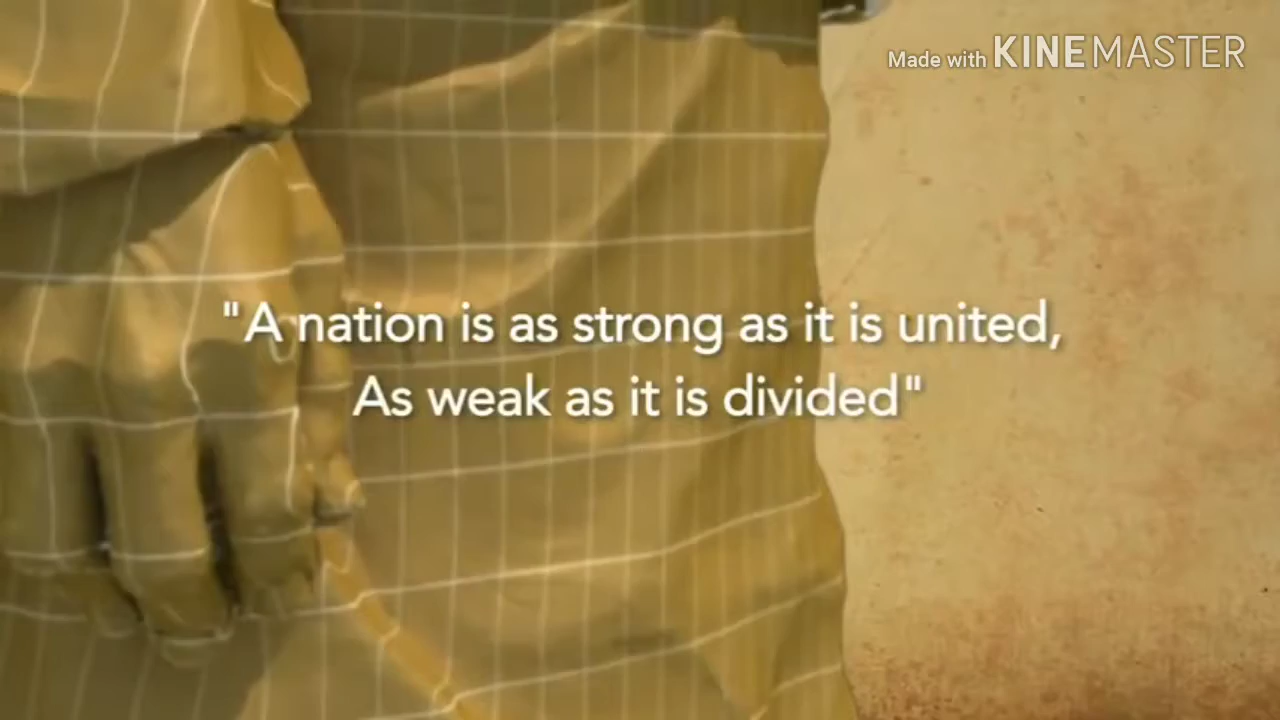 Made with KINEMASTER
"A nation is as strong as it is united,
As weak as it is divided"